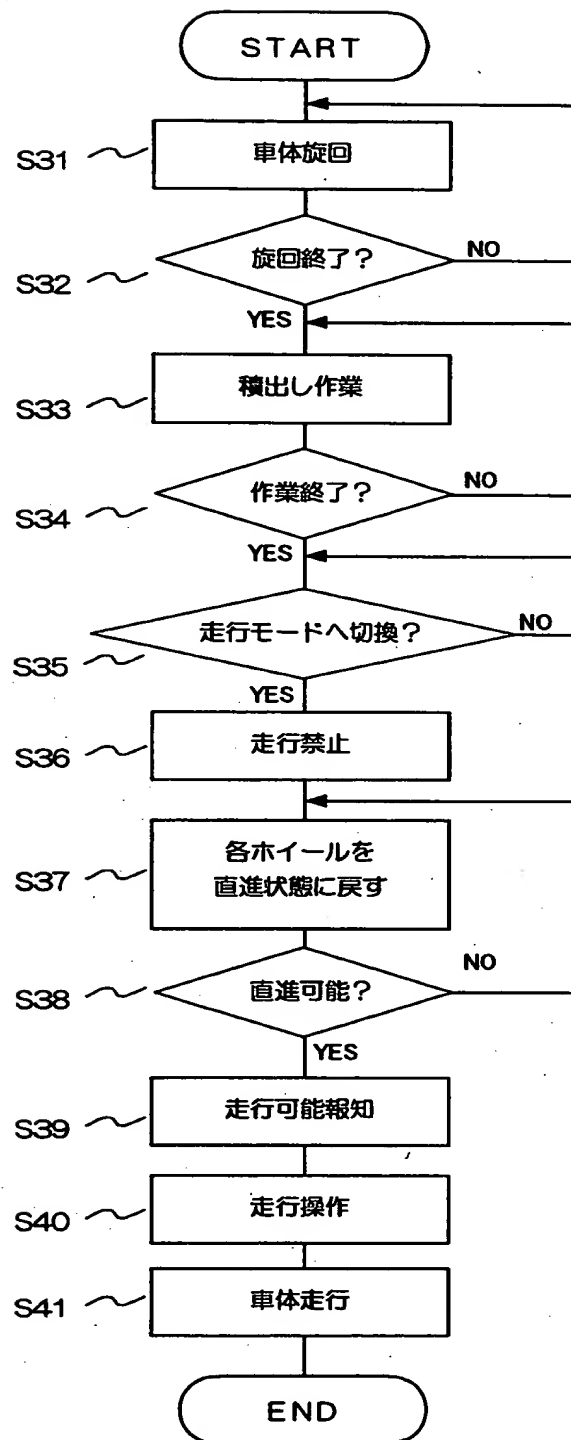 START
S31
車体旋回
S32
旋回終了?
NO
YES
S33
積出し作業
S34
作業終了?
NO
YES
S35
走行モードへ切換?
NO
YES
S36
走行禁止
S37
各ホイールを
直進状態に戻す
S38
直進可能?
NO
YES
S39
走行可能報知
S40
走行操作
S41
車体走行
END